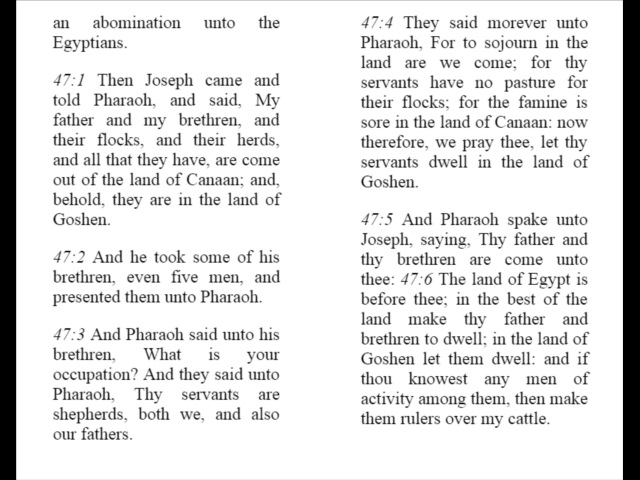 an abomination unto the
Egyptians.
47:1 Then Joseph came and
told Pharaoh, and said, My
father and my brethren, and
their flocks, and their herds,
and all that they have, are come
out of the land of Canaan; and,
behold, they are in the land of
Goshen.
47:2 And he took some of his
brethren, even five men, and
presented them unto Pharaoh.
47:3 And Pharaoh said unto his
brethren, What is your
occupation? And they said unto
Pharaoh, Thy servants are
shepherds, both we, and also
our fathers.
47:4 They said morever unto
Pharaoh, For to sojourn in the
land are we come; for thy
servants have no pasture for
their flocks; for the famine is
sore in the land of Canaan: now
therefore, we pray thee, let thy
servants dwell in the land of
Goshen.
47:5 And Pharaoh spake unto
Joseph, saying, Thy father and
thy brethren are come unto
thee: 47:6 The land of Egypt is
before thee; in the best of the
land make thy father and
brethren to dwell; in the land of
Goshen let them dwell: and if
thou knowest any men of
activity among them, then make
them rulers over my cattle.